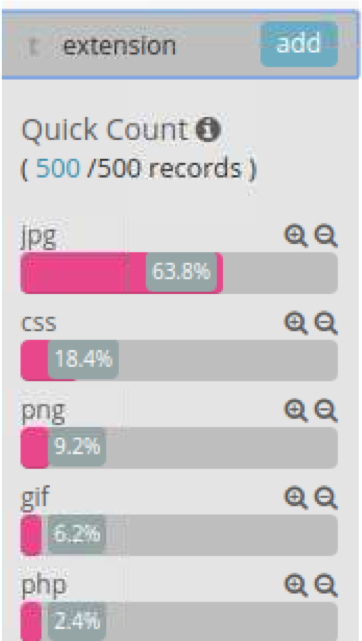 t extension add
Quick Count
( 500 /500 records )
jpg
63.8%
css
18.4%
png
9.2%
gif
6.2%
php
2.4%